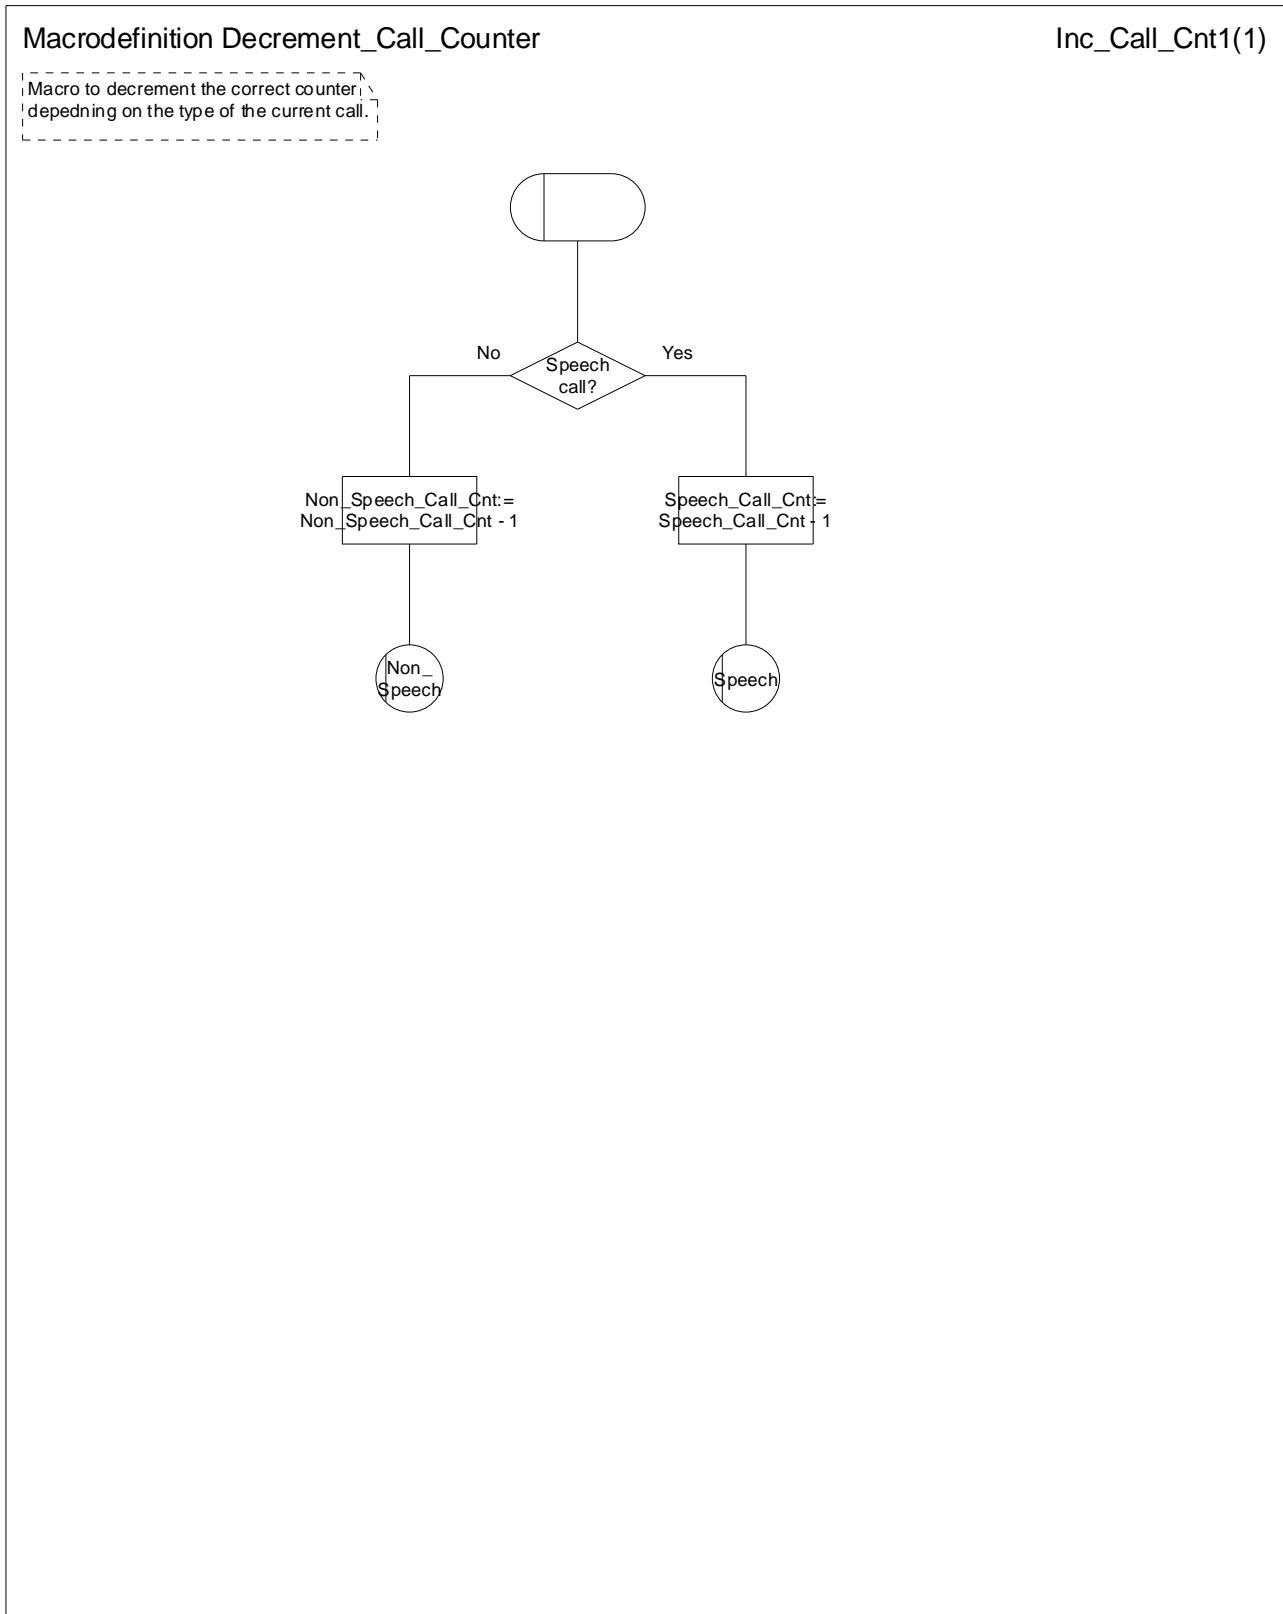 Macrodefinition Decrement_Call_Counter
Inc_Call_Cnt1(1)
Macro to decrement the correct counter
depedning on the type of the current call.
No
Yes
Speech
call?
Non_Speech_Call_Cnt:=
Non_Speech_Call_Cnt - 1
Speech_Call_Cnt:=
Speech_Call_Cnt - 1
Non_
Speech
Speech